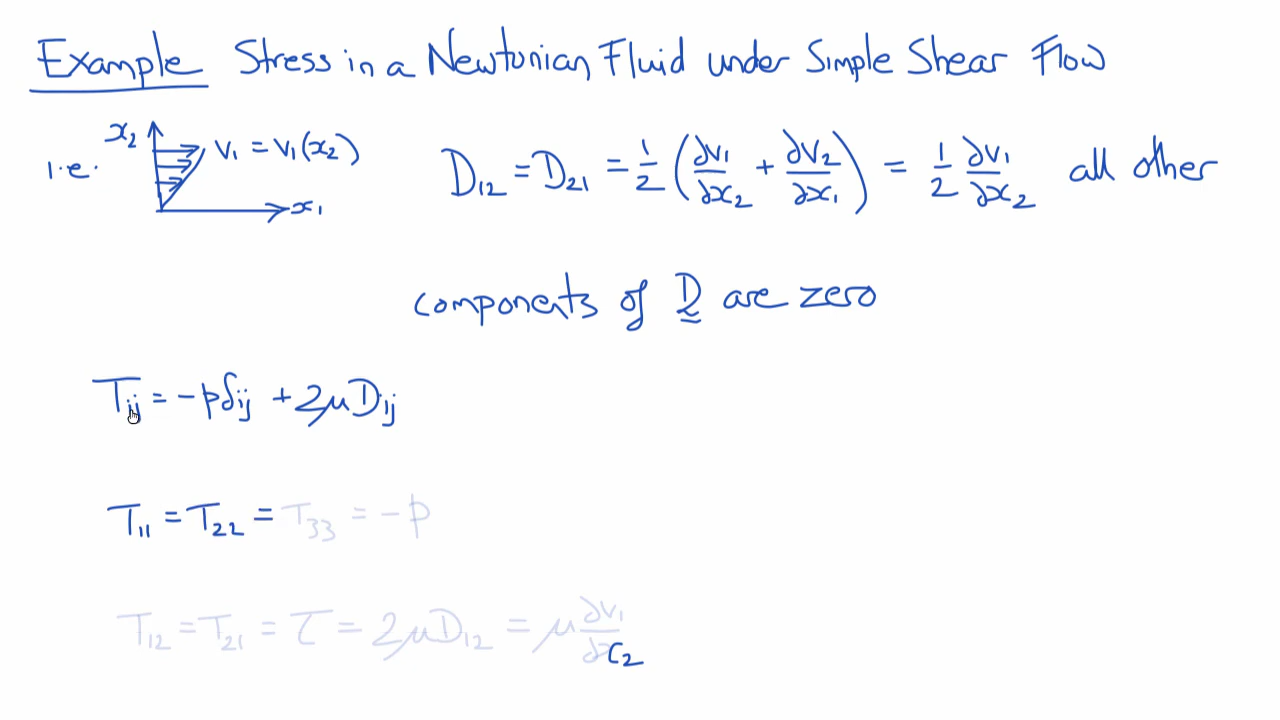 Example Stress in a Newtonian Fluid under Simple Shear Flow
i.e. x₂ V₁ = V₁(x₂) D₁₂ = D₂₁ = 1/2 (∂V₁/∂x₂ + ∂V₂/∂x₁) = 1/2 ∂V₁/∂x₂ all other
x₁
components of D are zero
Tij = -pδij + 2μDij
T₁₁ = T₂₂ = T₃₃ = -p
T₁₂ = T₂₁ = τ = 2μD₁₂ = μ ∂V₁/∂x₂